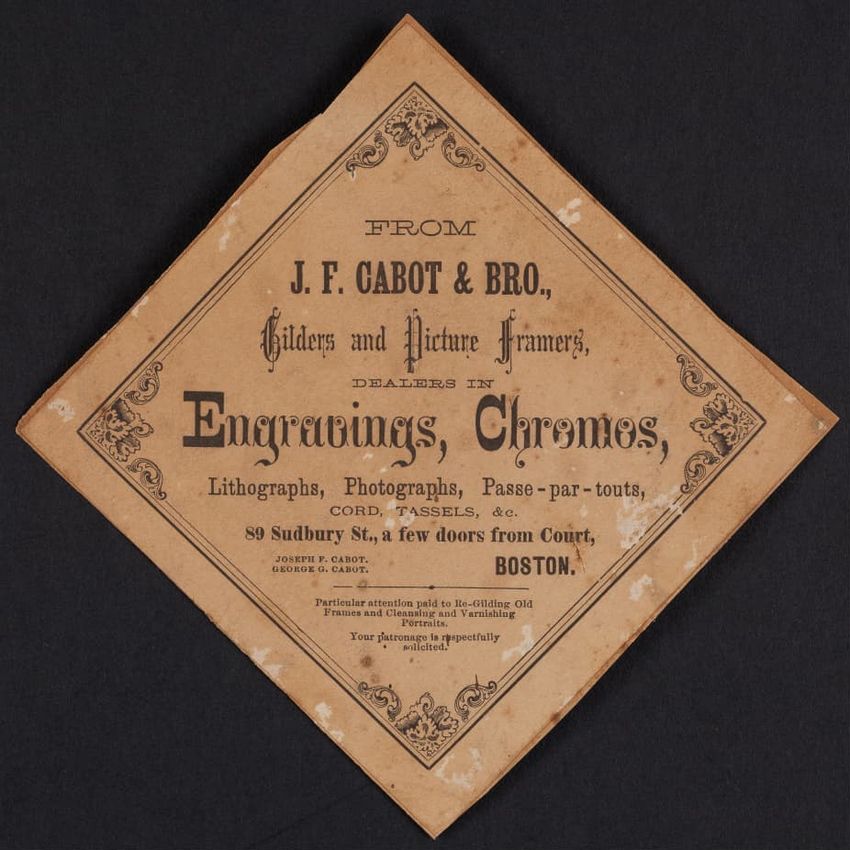 FROM
J. F. CABOT & BRO.,
Gilders and Picture Framers,
DEALERS IN
Engravings, Chromos,
Lithographs, Photographs, Passe-par-touts,
CORD, TASSELS, &c.
89 Sudbury St., a few doors from Court,
JOSEPH F. CABOT.
GEORGE G. CABOT.
BOSTON.
Particular attention paid to Re-Gilding Old
Frames and Cleansing and Varnishing
Portraits.
Your patronage is respectfully
solicited.